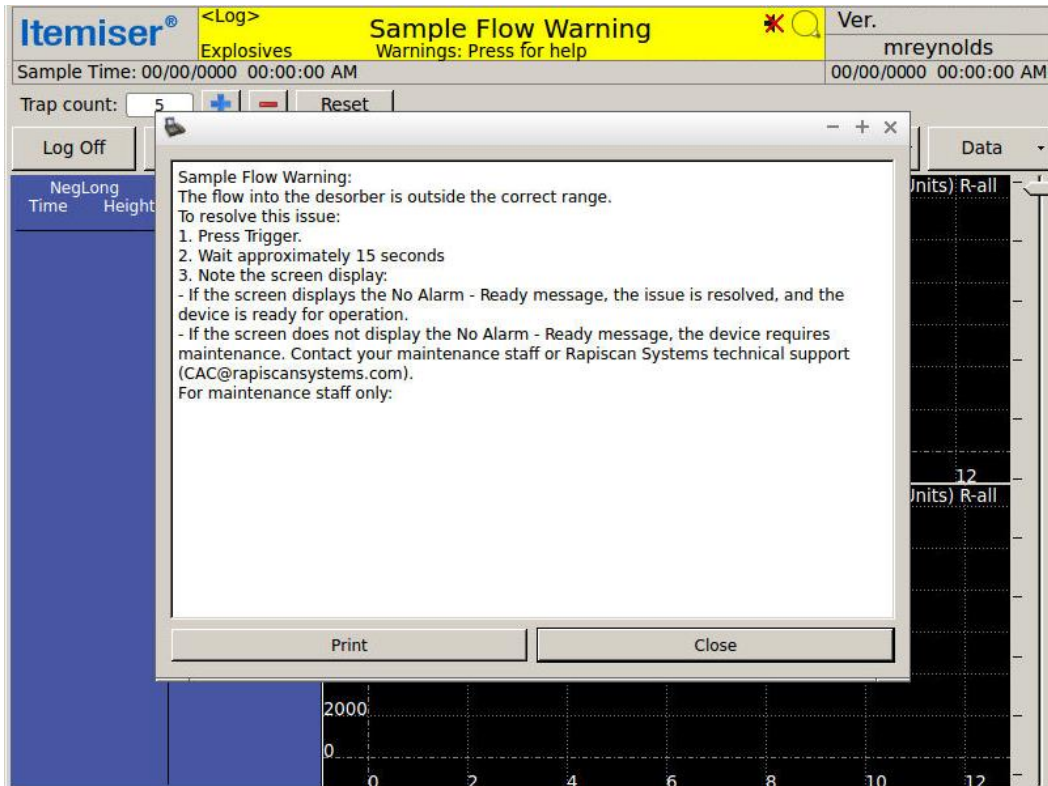 Itemiser®
<Log>
Explosives
Sample Flow Warning
Warnings: Press for help
Ver.
mreynolds
Sample Time: 00/00/0000 00:00:00 AM
00/00/0000 00:00:00 AM
Trap count: 5
Reset
Log Off
Data
NegLong
Time Height
Sample Flow Warning:
The flow into the desorber is outside the correct range.
To resolve this issue:
1. Press Trigger.
2. Wait approximately 15 seconds
3. Note the screen display:
- If the screen displays the No Alarm - Ready message, the issue is resolved, and the
device is ready for operation.
- If the screen does not display the No Alarm - Ready message, the device requires
maintenance. Contact your maintenance staff or Rapiscan Systems technical support
(CAC@rapiscansystems.com).
For maintenance staff only:
Print
Close
R-all
12
R-all
2000
0
0 2 4 6 8 10 12